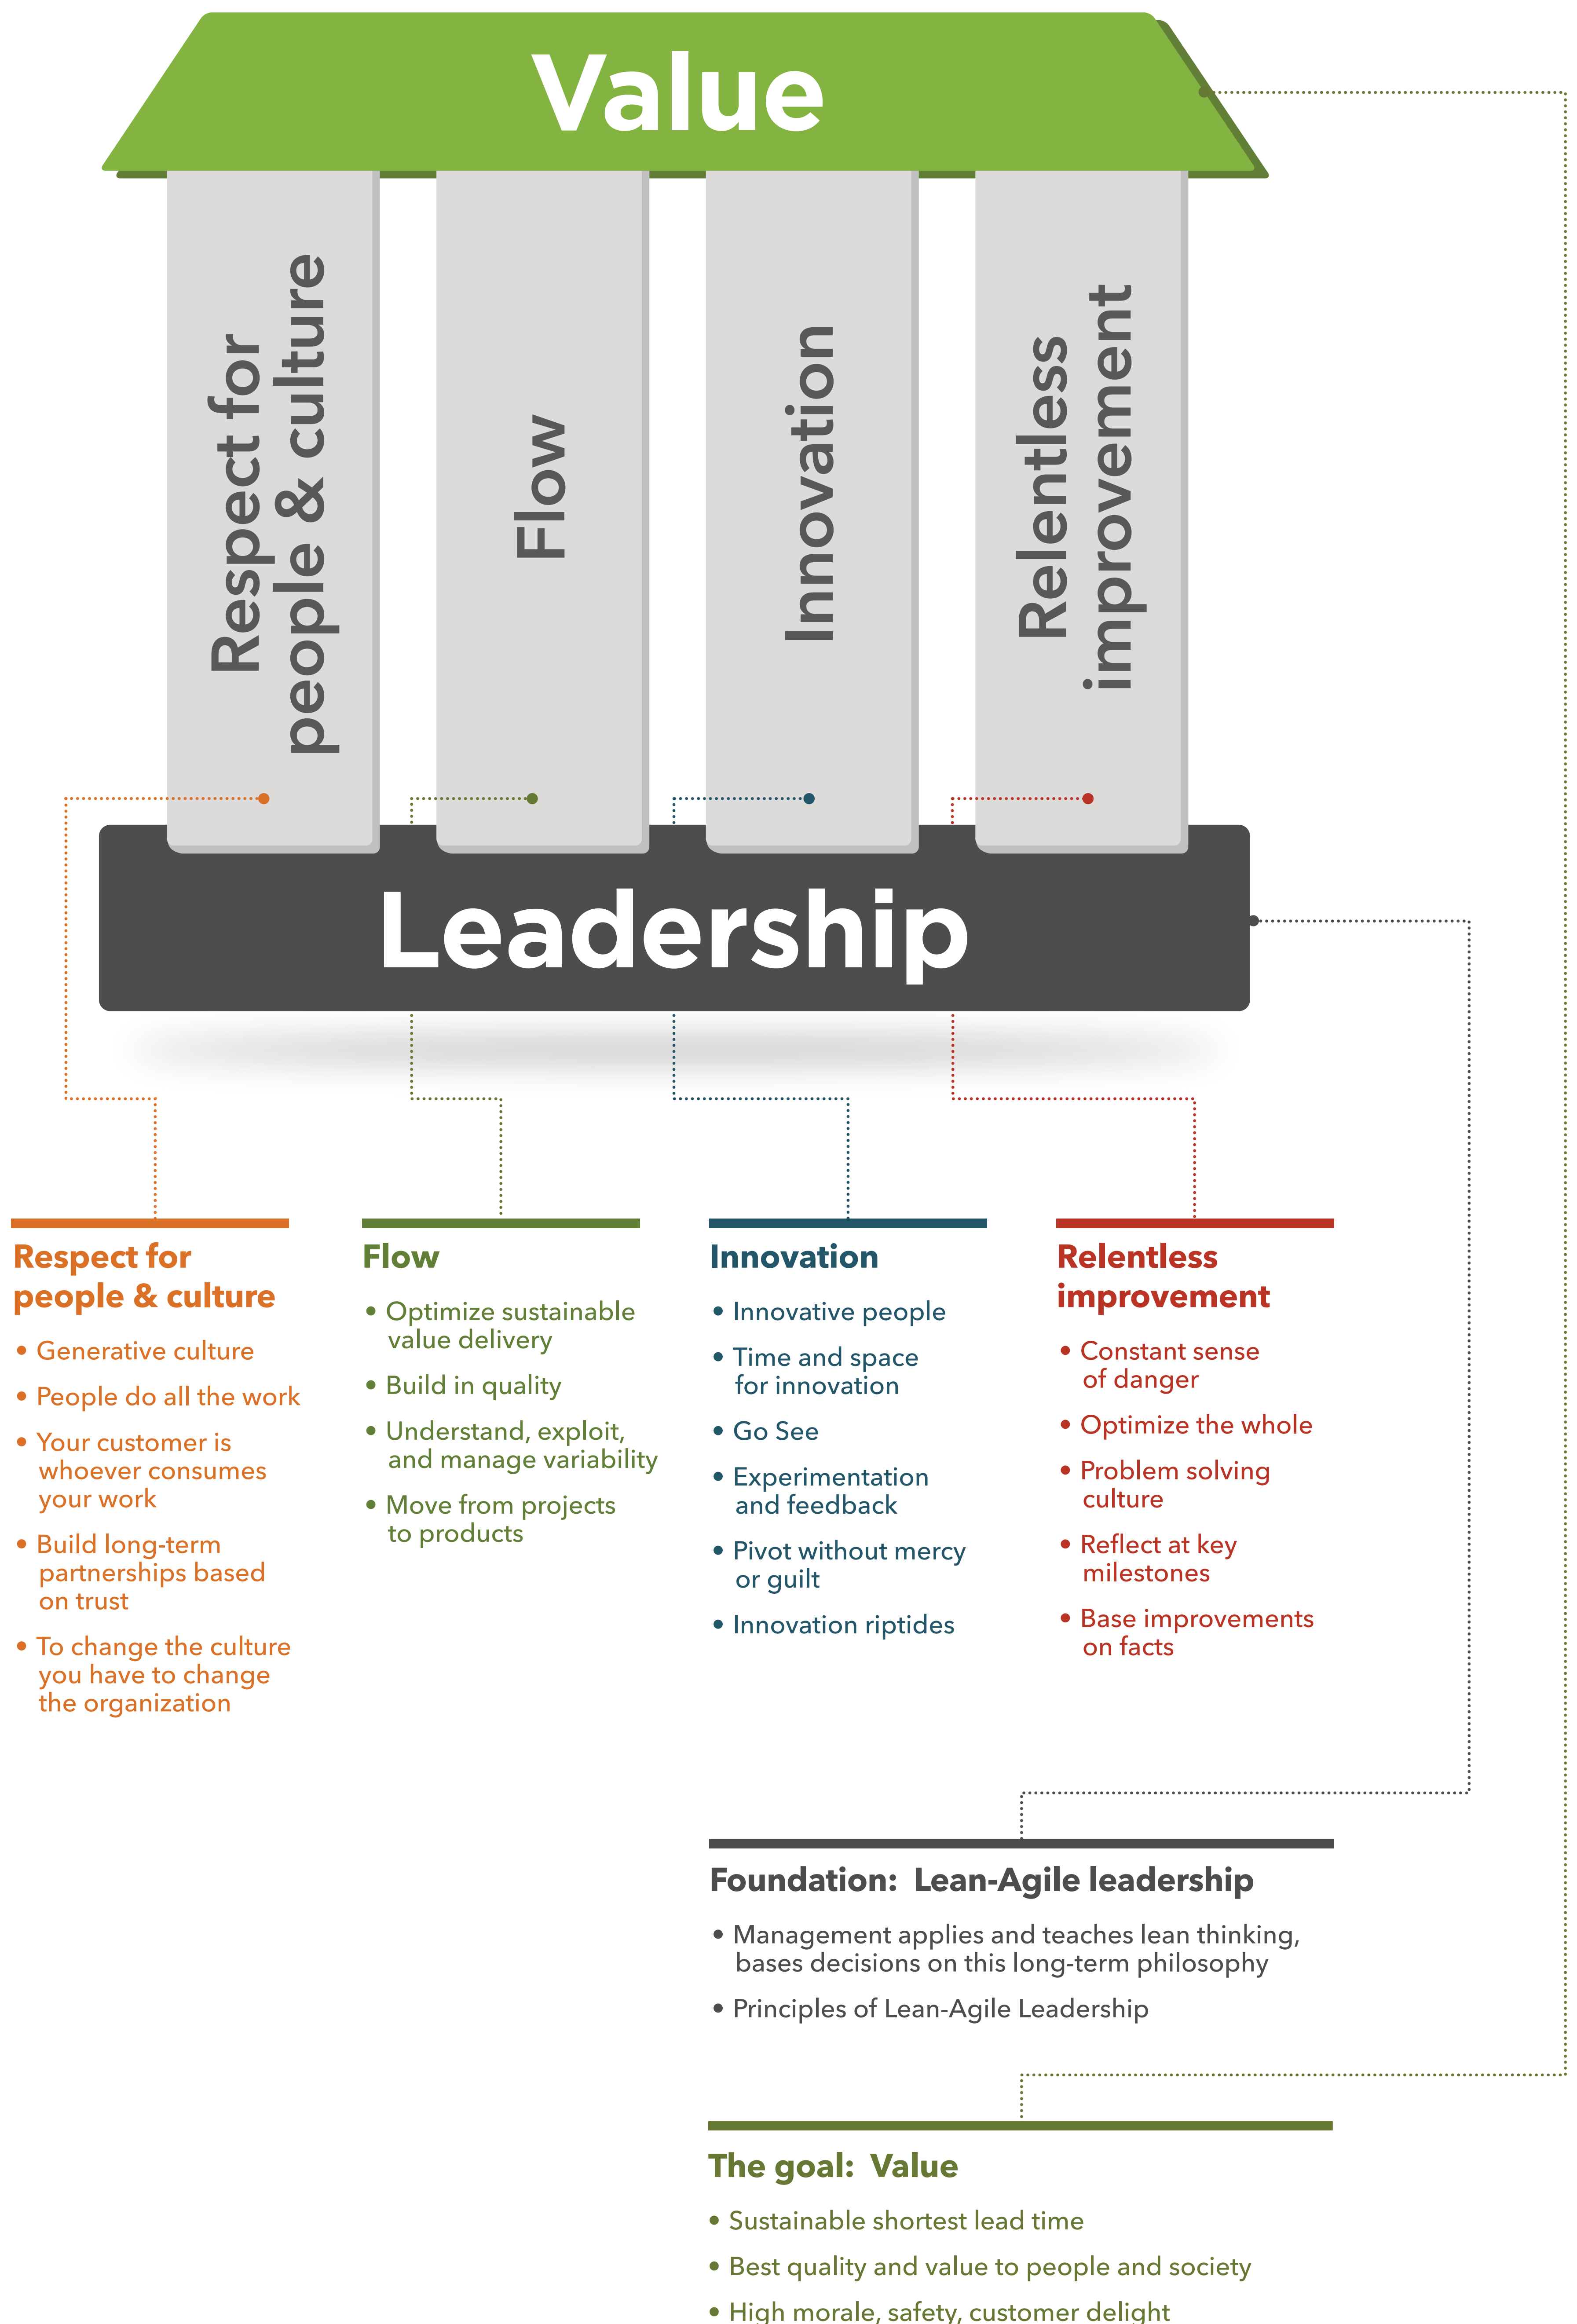 Value
Respect for
people & culture
Flow
Innovation
Relentless
improvement
Leadership
Respect for
people & culture
• Generative culture
• People do all the work
• Your customer is
whoever consumes
your work
• Build long-term
partnerships based
on trust
• To change the culture
you have to change
the organization
Flow
• Optimize sustainable
value delivery
• Build in quality
• Understand, exploit,
and manage variability
• Move from projects
to products
Innovation
• Innovative people
• Time and space
for innovation
• Go See
• Experimentation
and feedback
• Pivot without mercy
or guilt
• Innovation riptides
Relentless
improvement
• Constant sense
of danger
• Optimize the whole
• Problem solving
culture
• Reflect at key
milestones
• Base improvements
on facts
Foundation: Lean-Agile leadership
• Management applies and teaches lean thinking,
bases decisions on this long-term philosophy
• Principles of Lean-Agile Leadership
The goal: Value
• Sustainable shortest lead time
• Best quality and value to people and society
• High morale, safety, customer delight